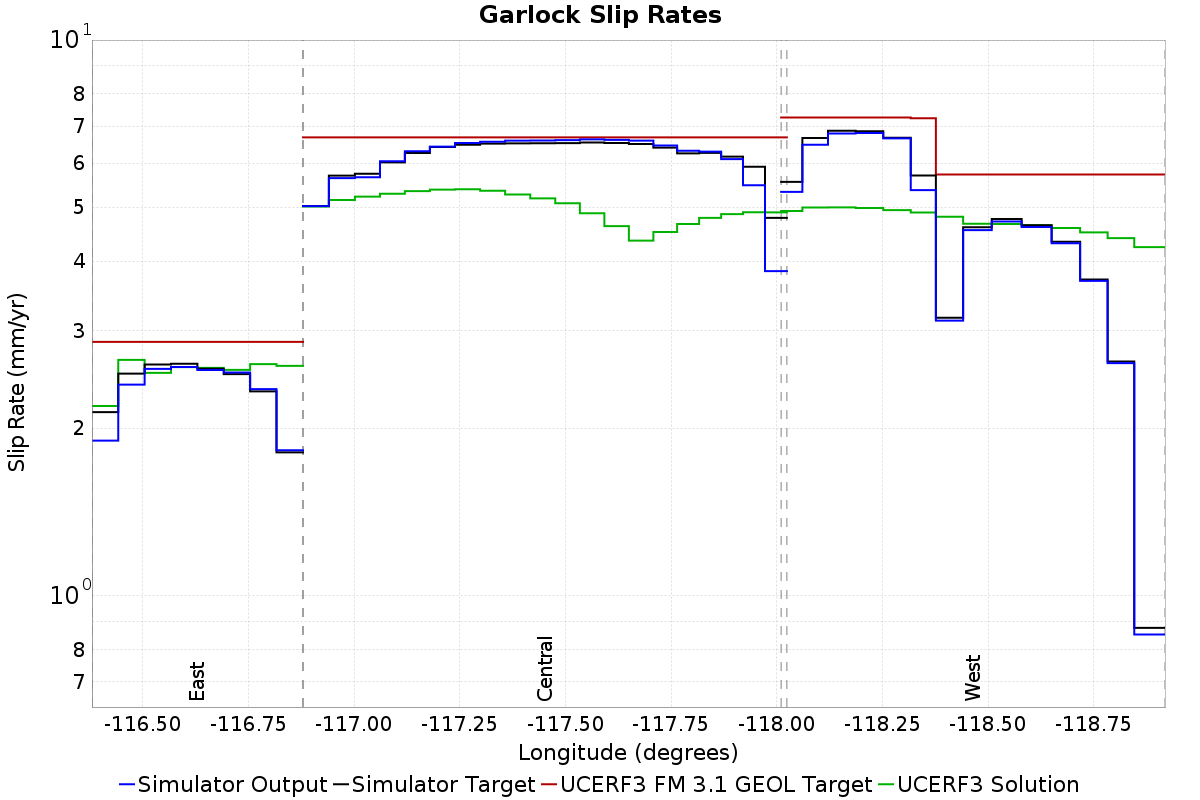 Garlock Slip Rates
10^1
8
7
6
5
4
3
2
10^0
8
7
Slip Rate (mm/yr)
East
Central
West
-116.50 -116.75 -117.00 -117.25 -117.50 -117.75 -118.00 -118.25 -118.50 -118.75
Longitude (degrees)
Simulator Output Simulator Target UCERF3 FM 3.1 GEOL Target UCERF3 Solution